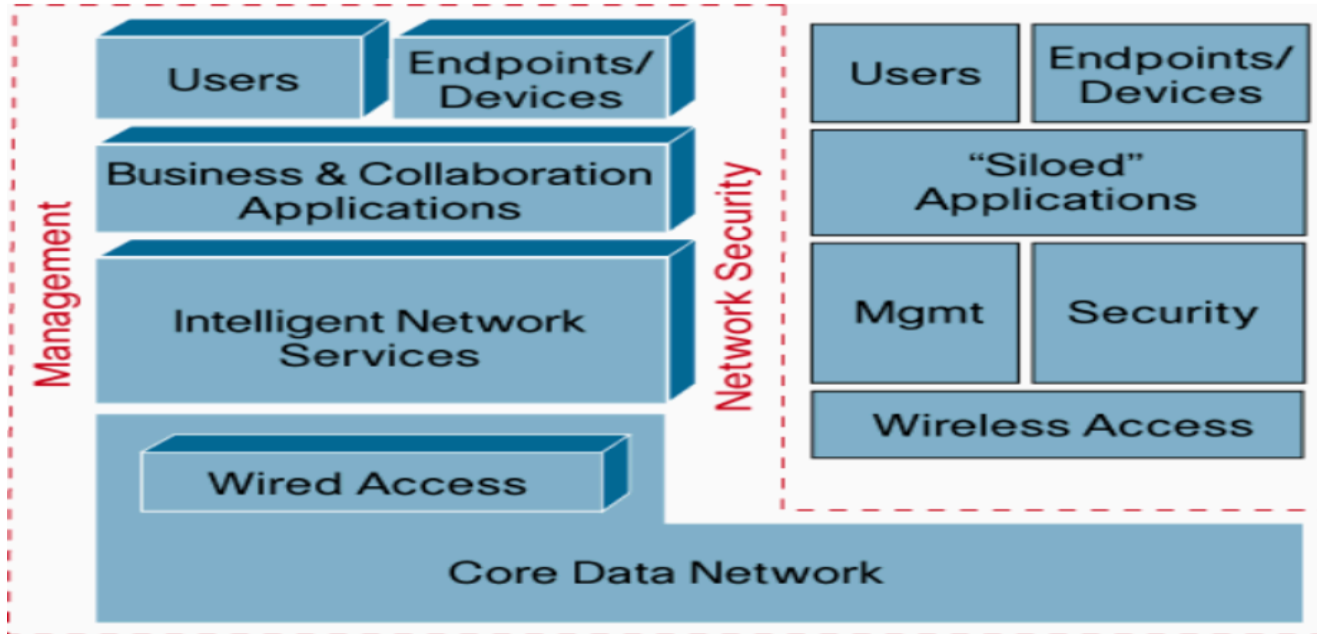 Users
Endpoints/
Devices
Business & Collaboration
Applications
Intelligent Network
Services
Wired Access
Core Data Network
Management
Network Security
Users
Endpoints/
Devices
“Siloed”
Applications
Mgmt
Security
Wireless Access